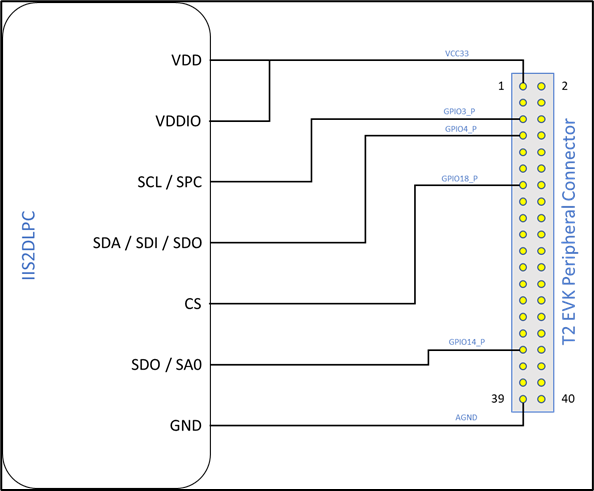 VDD
VCC33
1
2
VDDIO
GPIO3_P
GPIO4_P
SCL / SPC
GPIO18_P
SDA / SDI / SDO
IIS2DLPC
T2 EVK Peripheral Connector
CS
GPIO14_P
SDO / SA0
39
40
GND
AGND